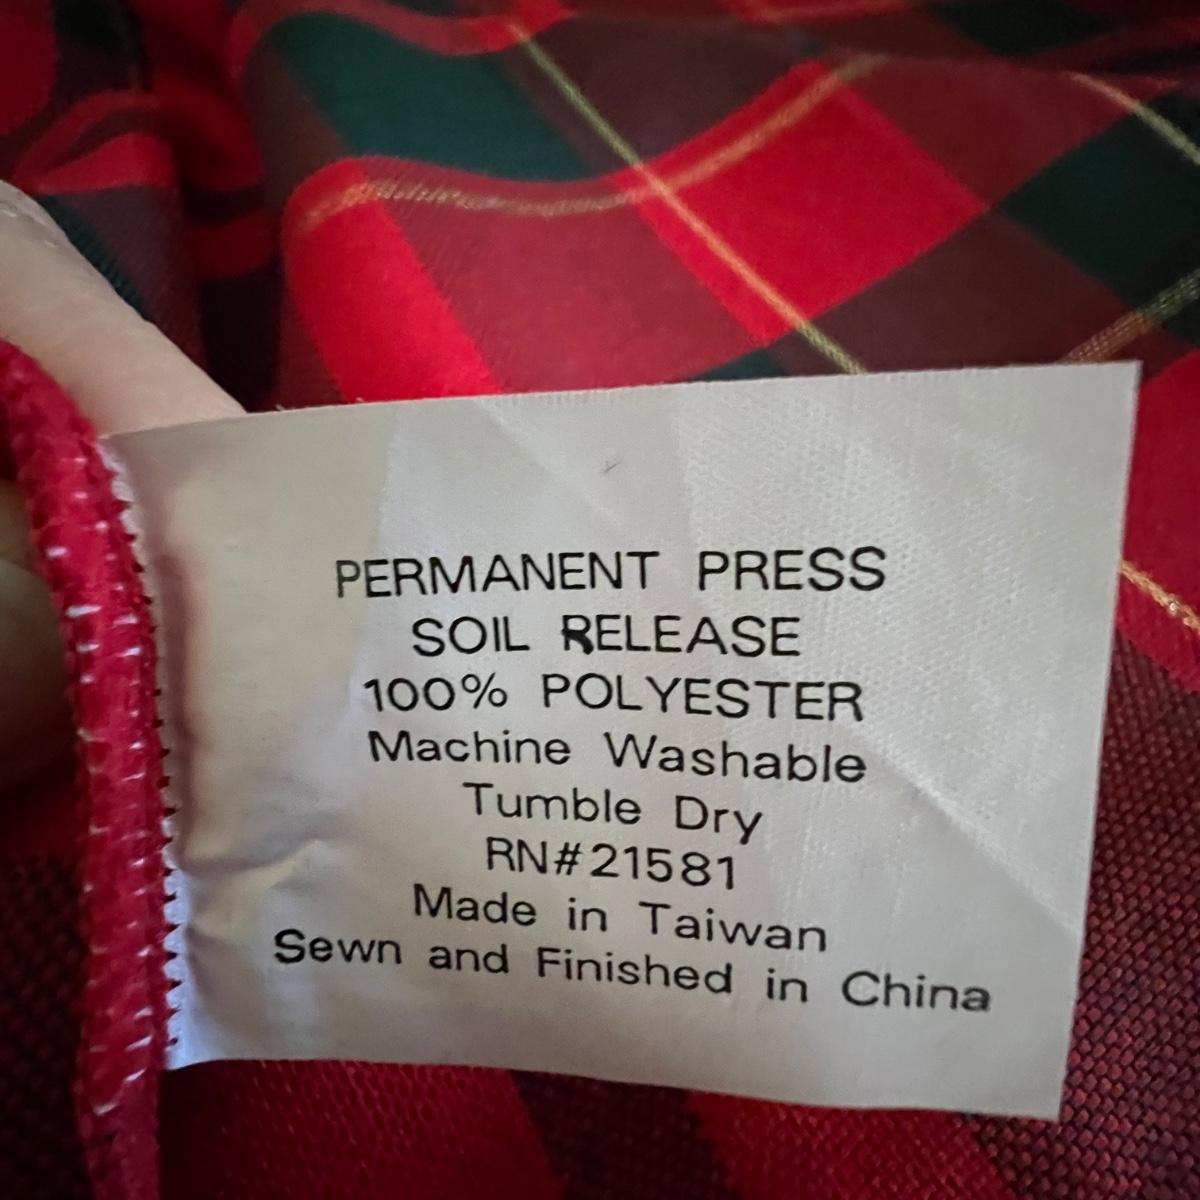 PERMANENT PRESS
SOIL RELEASE
100% POLYESTER
Machine Washable
Tumble Dry
RN#21581
Made in Taiwan
Sewn and Finished in China